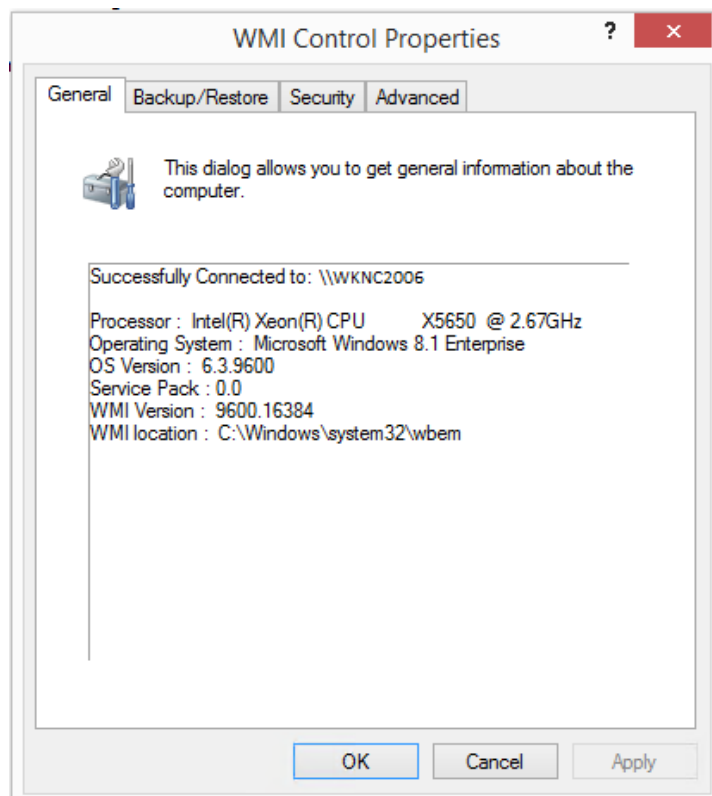 WMI Control Properties
? ×
General Backup/Restore Security Advanced
This dialog allows you to get general information about the
computer.
Successfully Connected to: \\WKNC2006
Processor : Intel(R) Xeon(R) CPU X5650 @ 2.67GHz
Operating System : Microsoft Windows 8.1 Enterprise
OS Version : 6.3.9600
Service Pack : 0.0
WMI Version : 9600.16384
WMI location : C:\Windows\system32\wbem
OK Cancel Apply